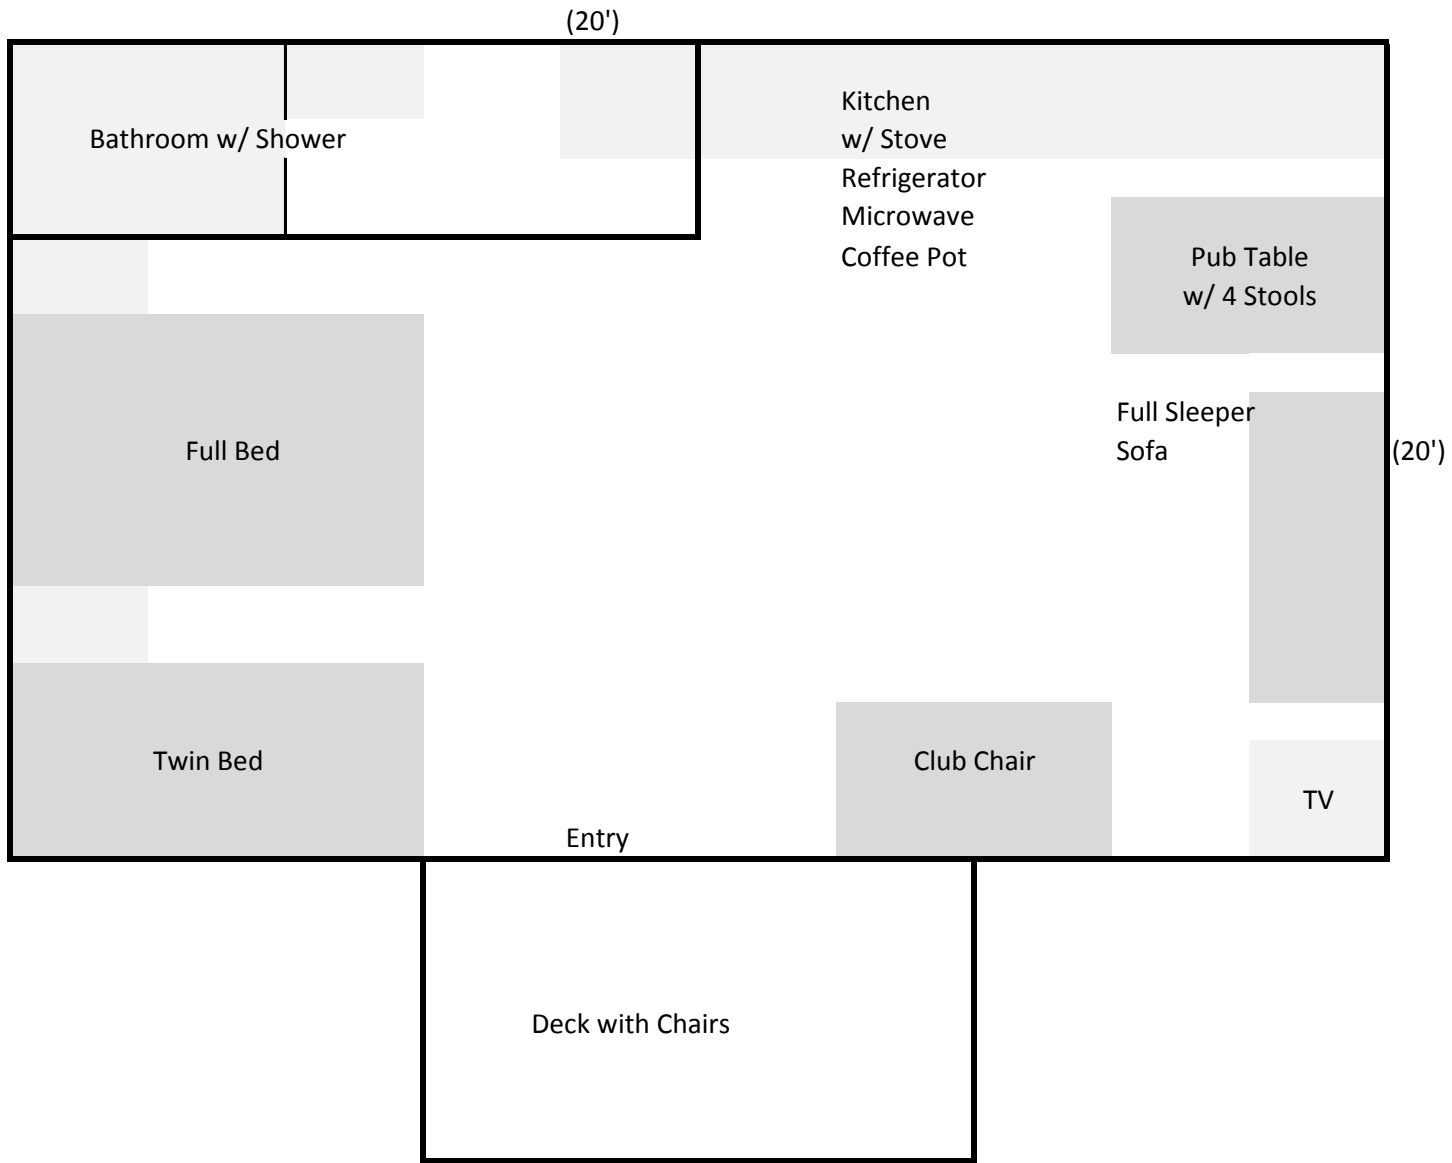 (20')
Kitchen
Bathroom w/ Shower
w/ Stove
Refrigerator
Microwave
Coffee Pot
Pub Table
w/ 4 Stools
Full Sleeper
Sofa
Full Bed
(20')
Twin Bed
Club Chair
TV
Entry
Deck with Chairs